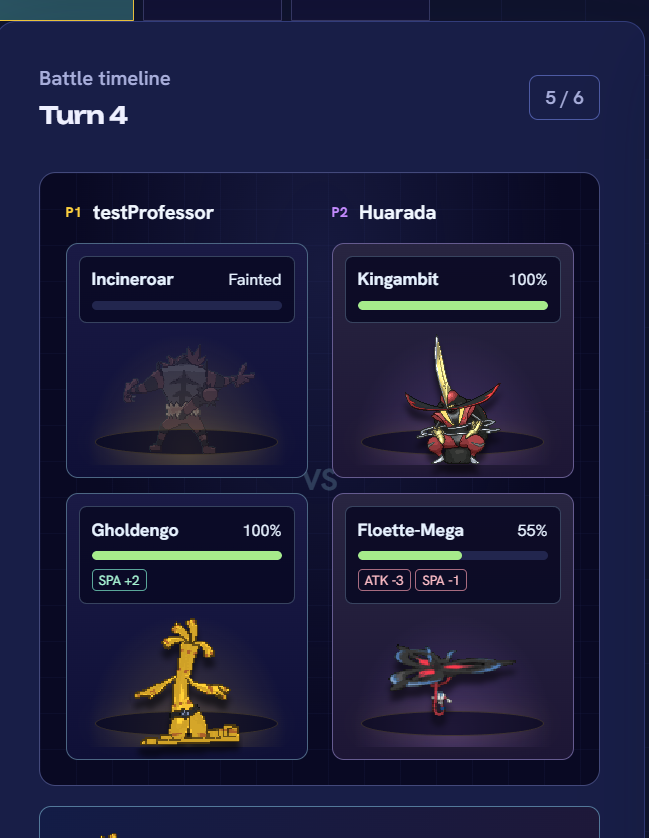 Battle timeline
Turn 4
5 / 6
P1 testProfessor
P2 Huarada
Incineroar Fainted
Kingambit 100%
VS
Gholdengo 100%
SPA +2
Floette-Mega 55%
ATK -3 SPA -1